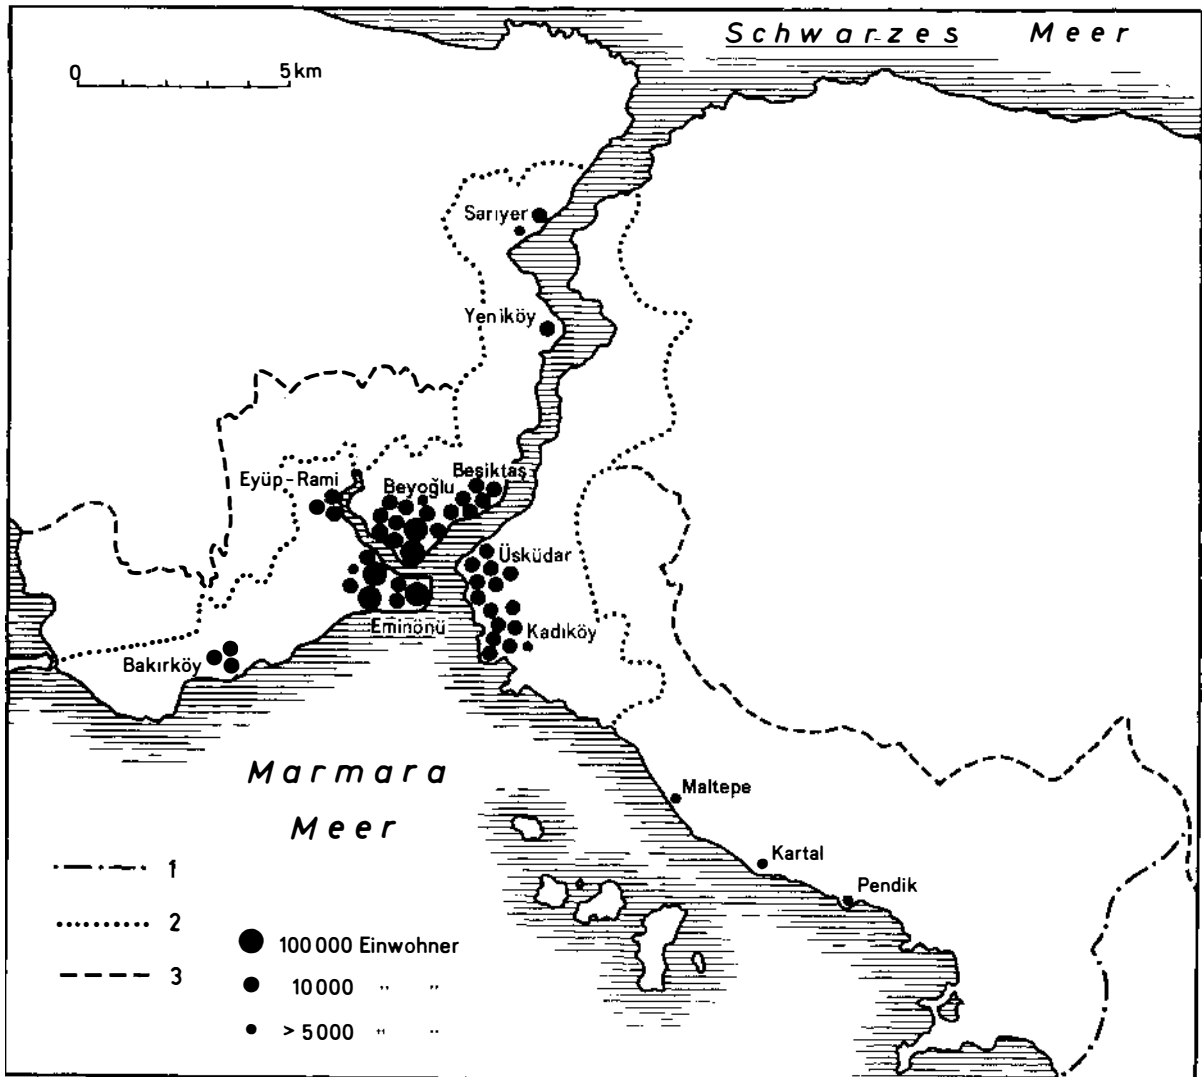 Schwarzes Meer
0 5 km
Sarıyer
Yeniköy
Beşiktaş
Eyüp-Rami
Beyoğlu
Üsküdar
Eminönü
Kadıköy
Bakırköy
Marmara
Meer
Maltepe
Kartal
Pendik
1
2
3
100 000 Einwohner
10 000 " "
> 5 000 " "